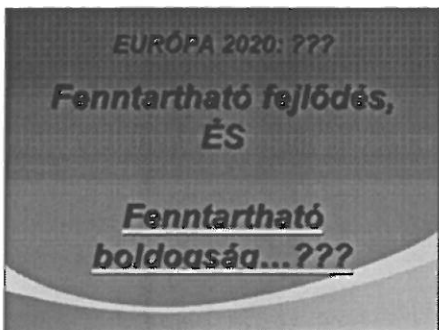 EURÓPA 2020: ???
Fenntartható fejlődés,
ÉS
Fenntartható
boldogság...???